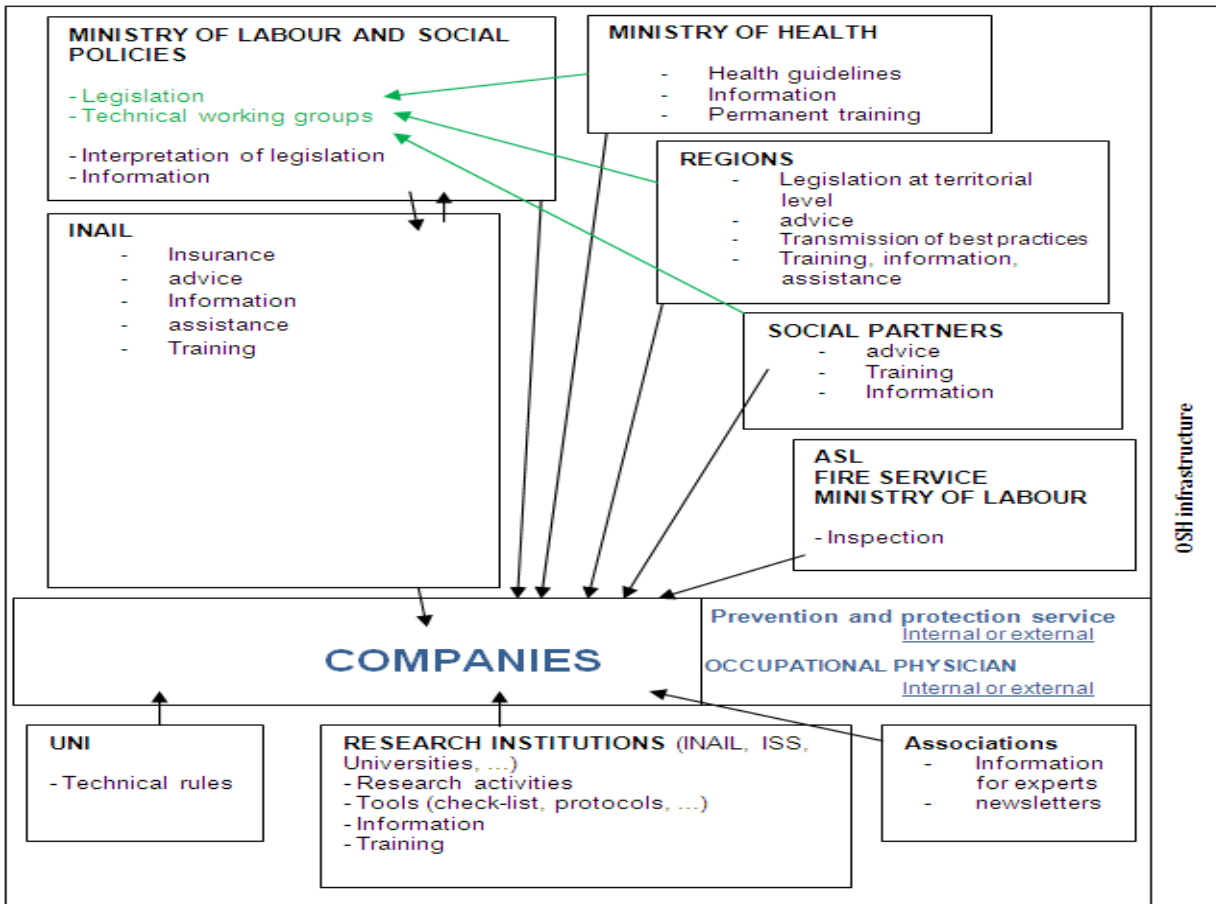 MINISTRY OF LABOUR AND SOCIAL
POLICIES
- Legislation
- Technical working groups
- Interpretation of legislation
- Information
MINISTRY OF HEALTH
- Health guidelines
- Information
- Permanent training
REGIONS
- Legislation at territorial
level
- advice
- Transmission of best practices
- Training, information,
assistance
INAIL
- Insurance
- advice
- Information
- assistance
- Training
SOCIAL PARTNERS
- advice
- Training
- Information
ASL
FIRE SERVICE
MINISTRY OF LABOUR
- Inspection
OSH infrastructure
COMPANIES
Prevention and protection service
Internal or external
OCCUPATIONAL PHYSICIAN
Internal or external
UNI
- Technical rules
RESEARCH INSTITUTIONS (INAIL, ISS,
Universities, ...)
- Research activities
- Tools (check-list, protocols, ...)
- Information
- Training
Associations
- Information
for experts
- newsletters